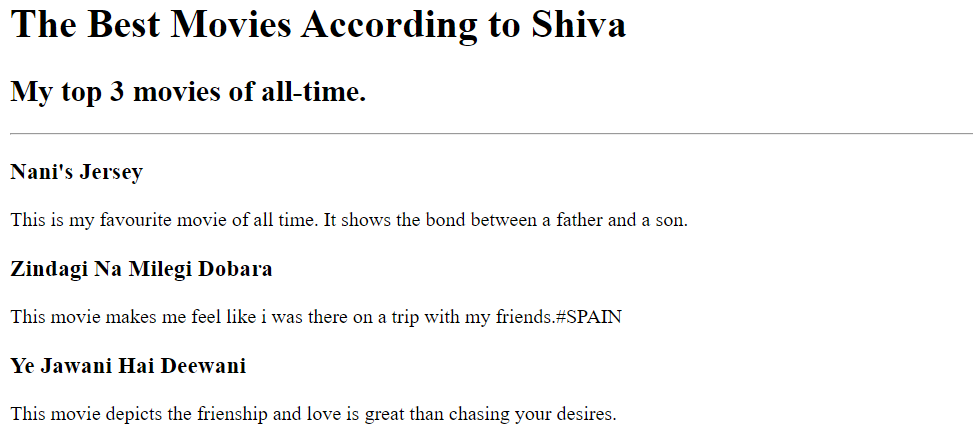 The Best Movies According to Shiva
My top 3 movies of all-time.
Nani's Jersey
This is my favourite movie of all time. It shows the bond between a father and a son.
Zindagi Na Milegi Dobara
This movie makes me feel like i was there on a trip with my friends.#SPAIN
Ye Jawani Hai Deewani
This movie depicts the frienship and love is great than chasing your desires.